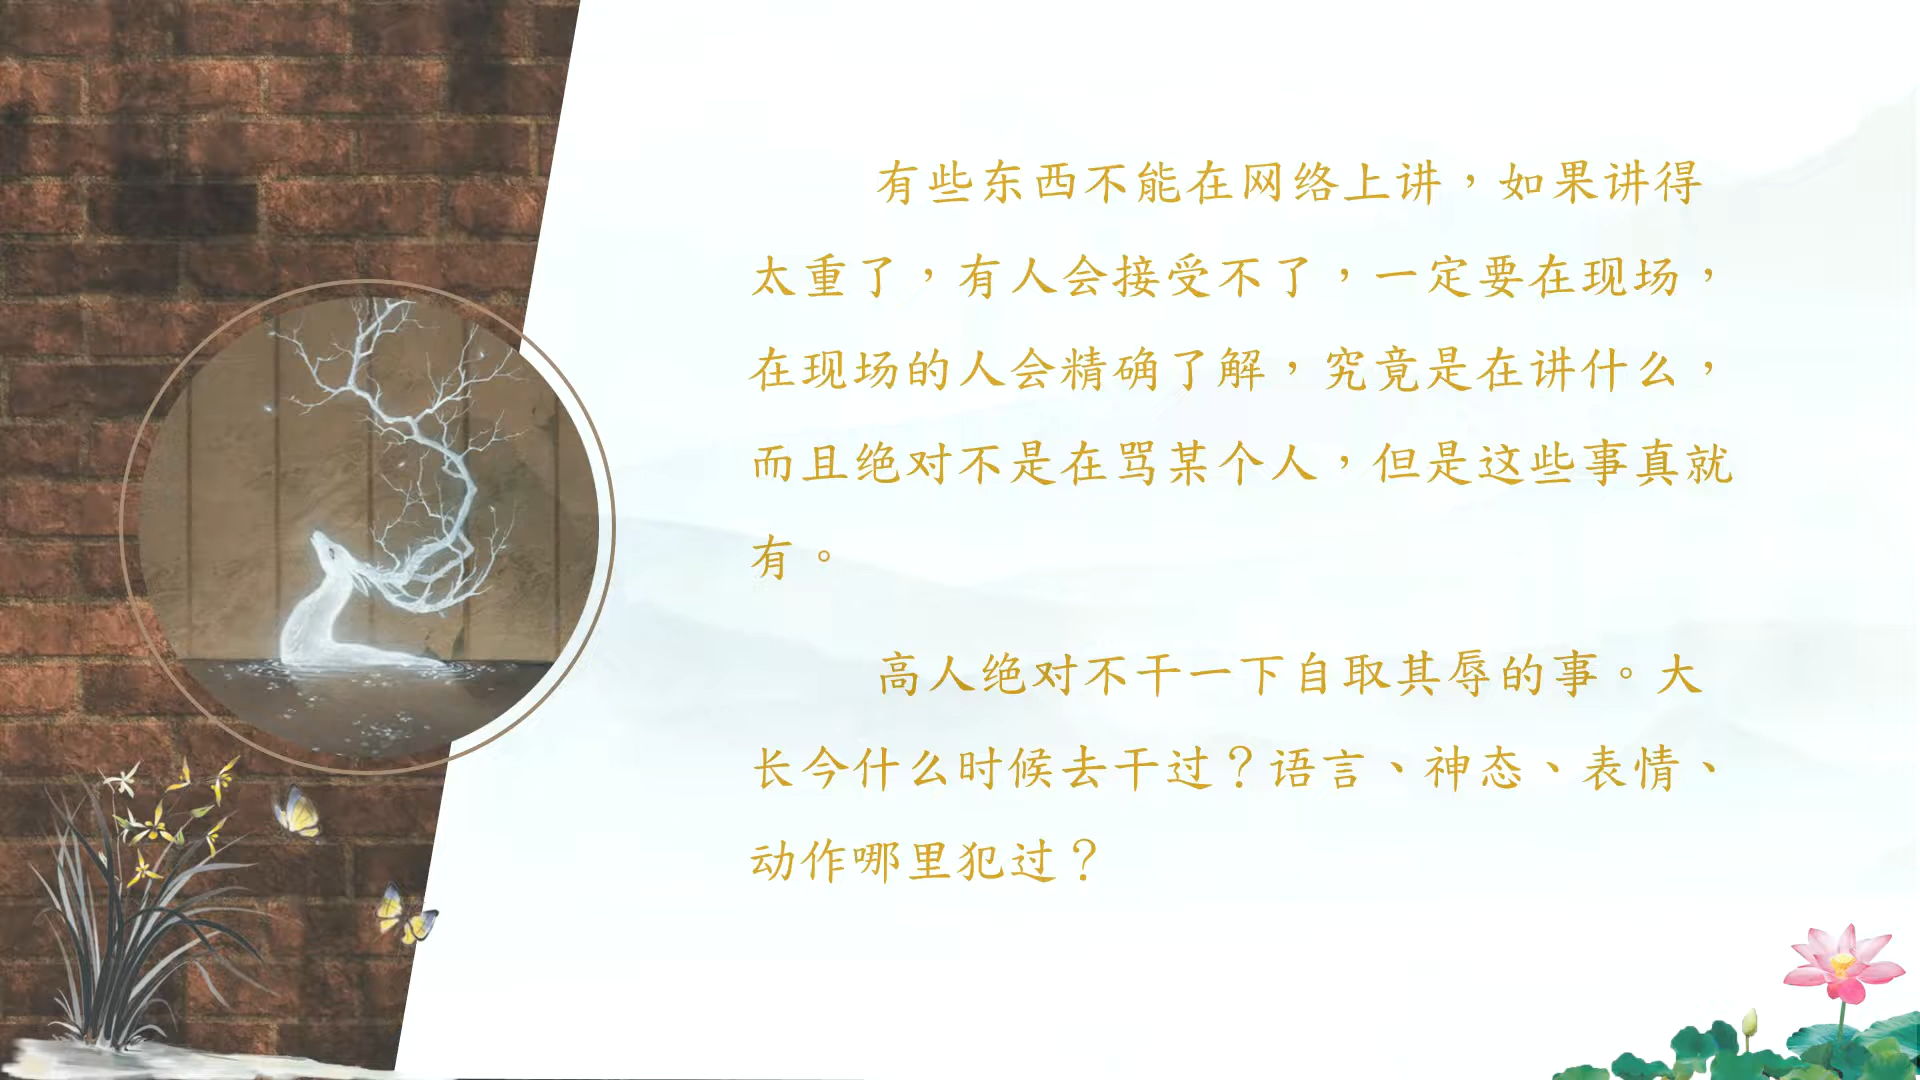 有些东西不能在网络上讲，如果讲得
太重了，有人会接受不了，一定要在现场，
在现场的人会精确了解，究竟是在讲什么，
而且绝对不是在骂某个人，但是这些事真就
有。
高人绝对不干一下自取其辱的事。大
长今什么时候去干过？语言、神态、表情、
动作哪里犯过？